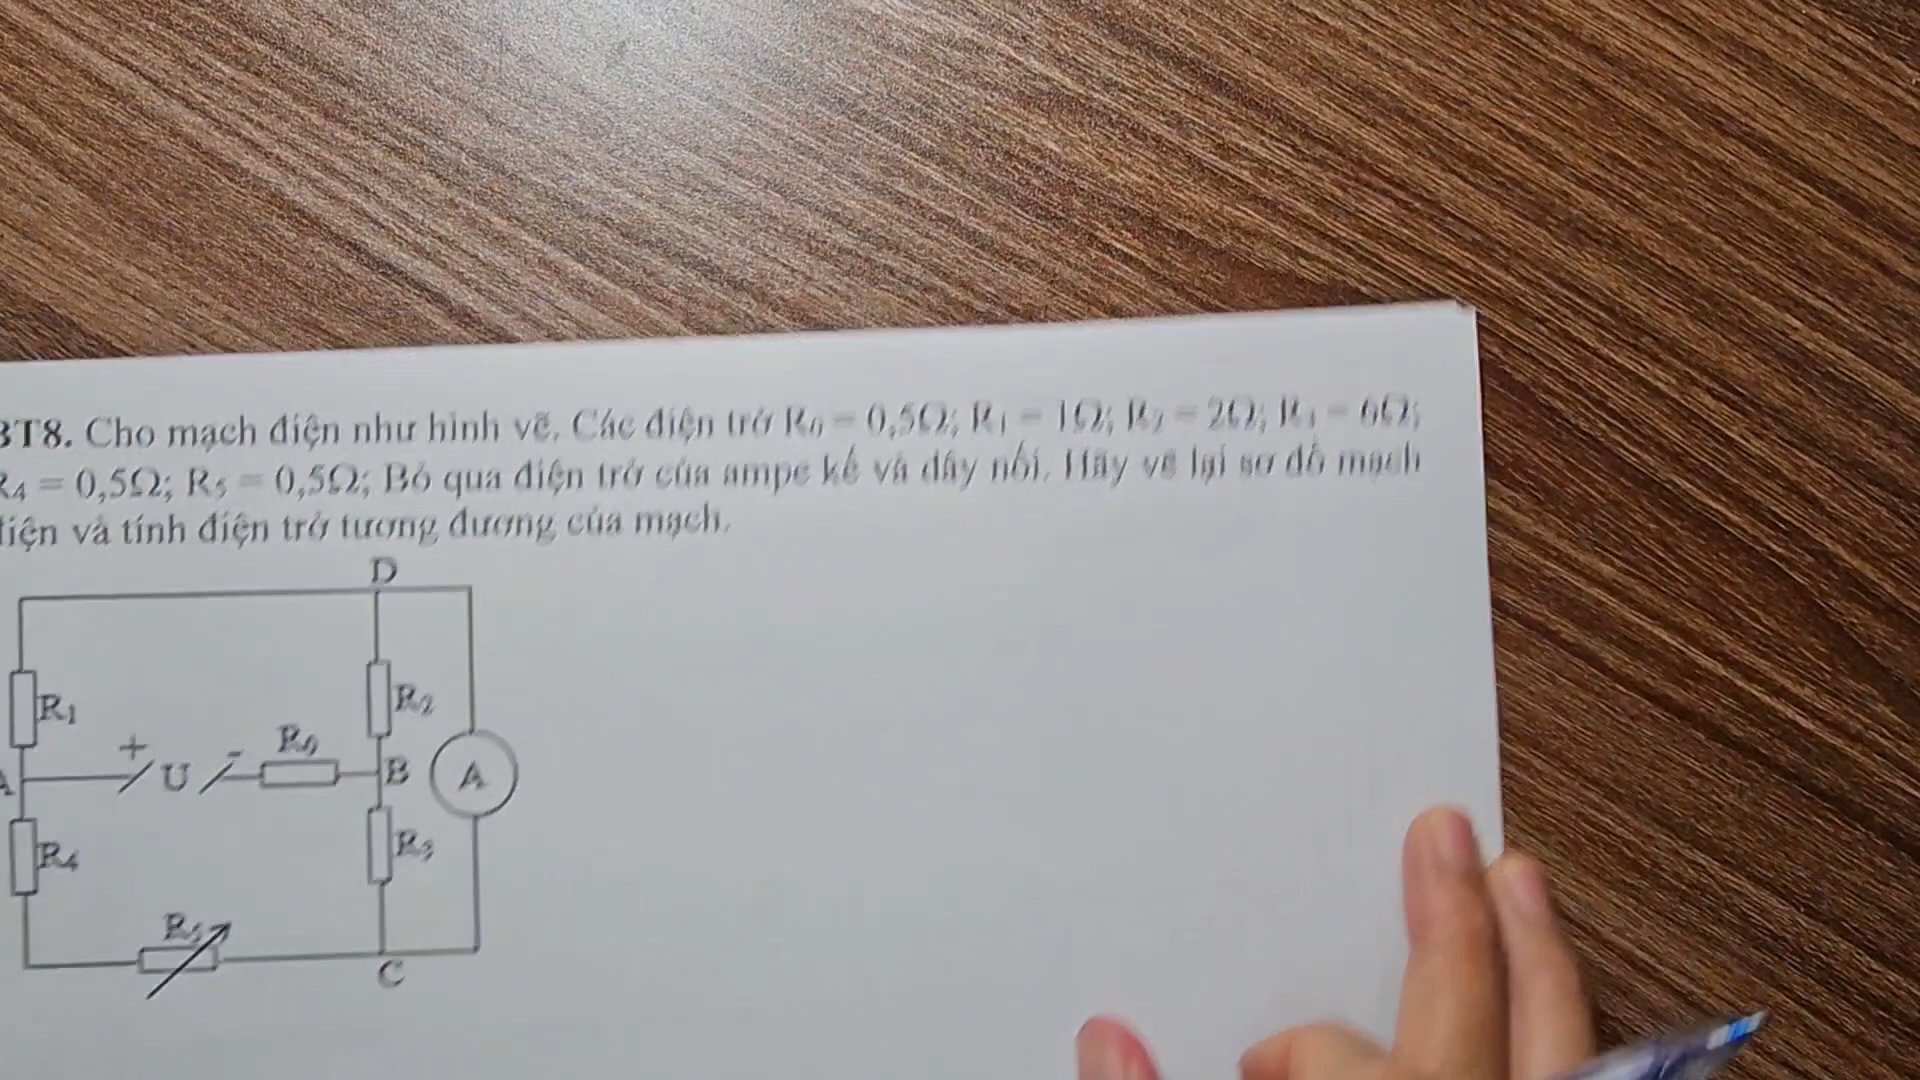 BT8. Cho mạch điện như hình vẽ. Các điện trở R₀ = 0,5Ω; R₁ = 1Ω; R₂ = 2Ω; R₃ = 6Ω;
R₄ = 0,5Ω; R₅ = 0,5Ω; Bỏ qua điện trở của ampe kế và dây nối. Hãy vẽ lại sơ đồ mạch
điện và tính điện trở tương đương của mạch.
D
R₁
R₂
+ U -
R₀
A
B
A
R₄
R₃
R₅
C